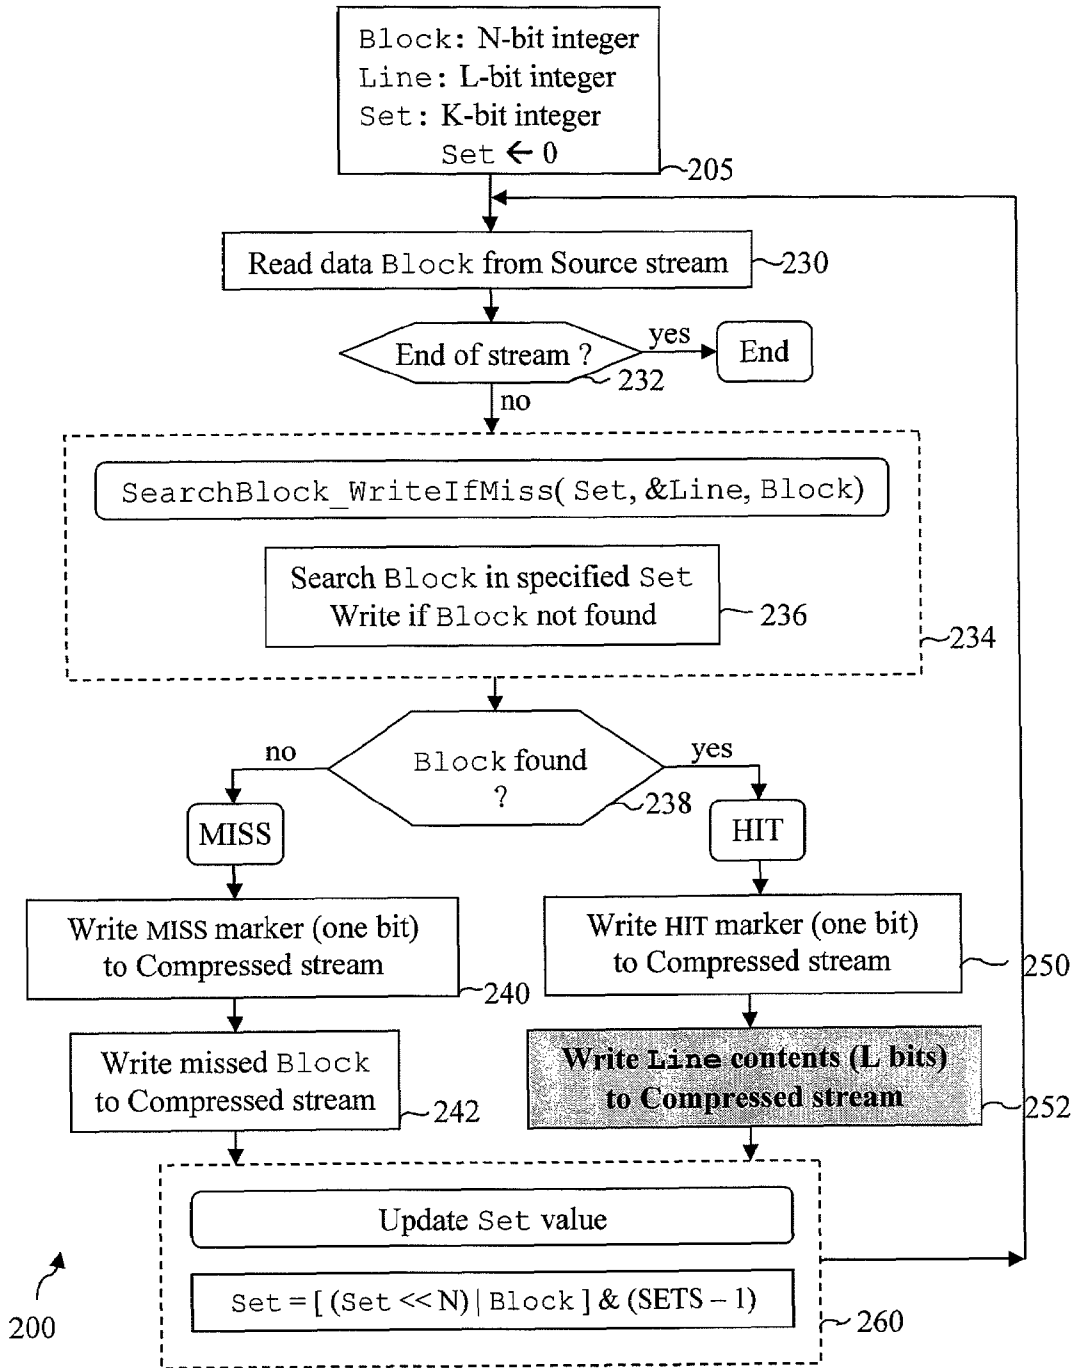 Block: N-bit integer
Line: L-bit integer
Set: K-bit integer
Set ← 0
205
Read data Block from Source stream
230
End of stream ?
yes
End
232
no
SearchBlock_WriteIfMiss( Set, &Line, Block)
Search Block in specified Set
Write if Block not found
236
234
no
Block found
yes
?
238
MISS
HIT
Write MISS marker (one bit)
to Compressed stream
240
Write HIT marker (one bit)
to Compressed stream
250
Write missed Block
to Compressed stream
242
Write Line contents (L bits)
to Compressed stream
252
Update Set value
Set = [ (Set << N) | Block ] & (SETS – 1)
260
200